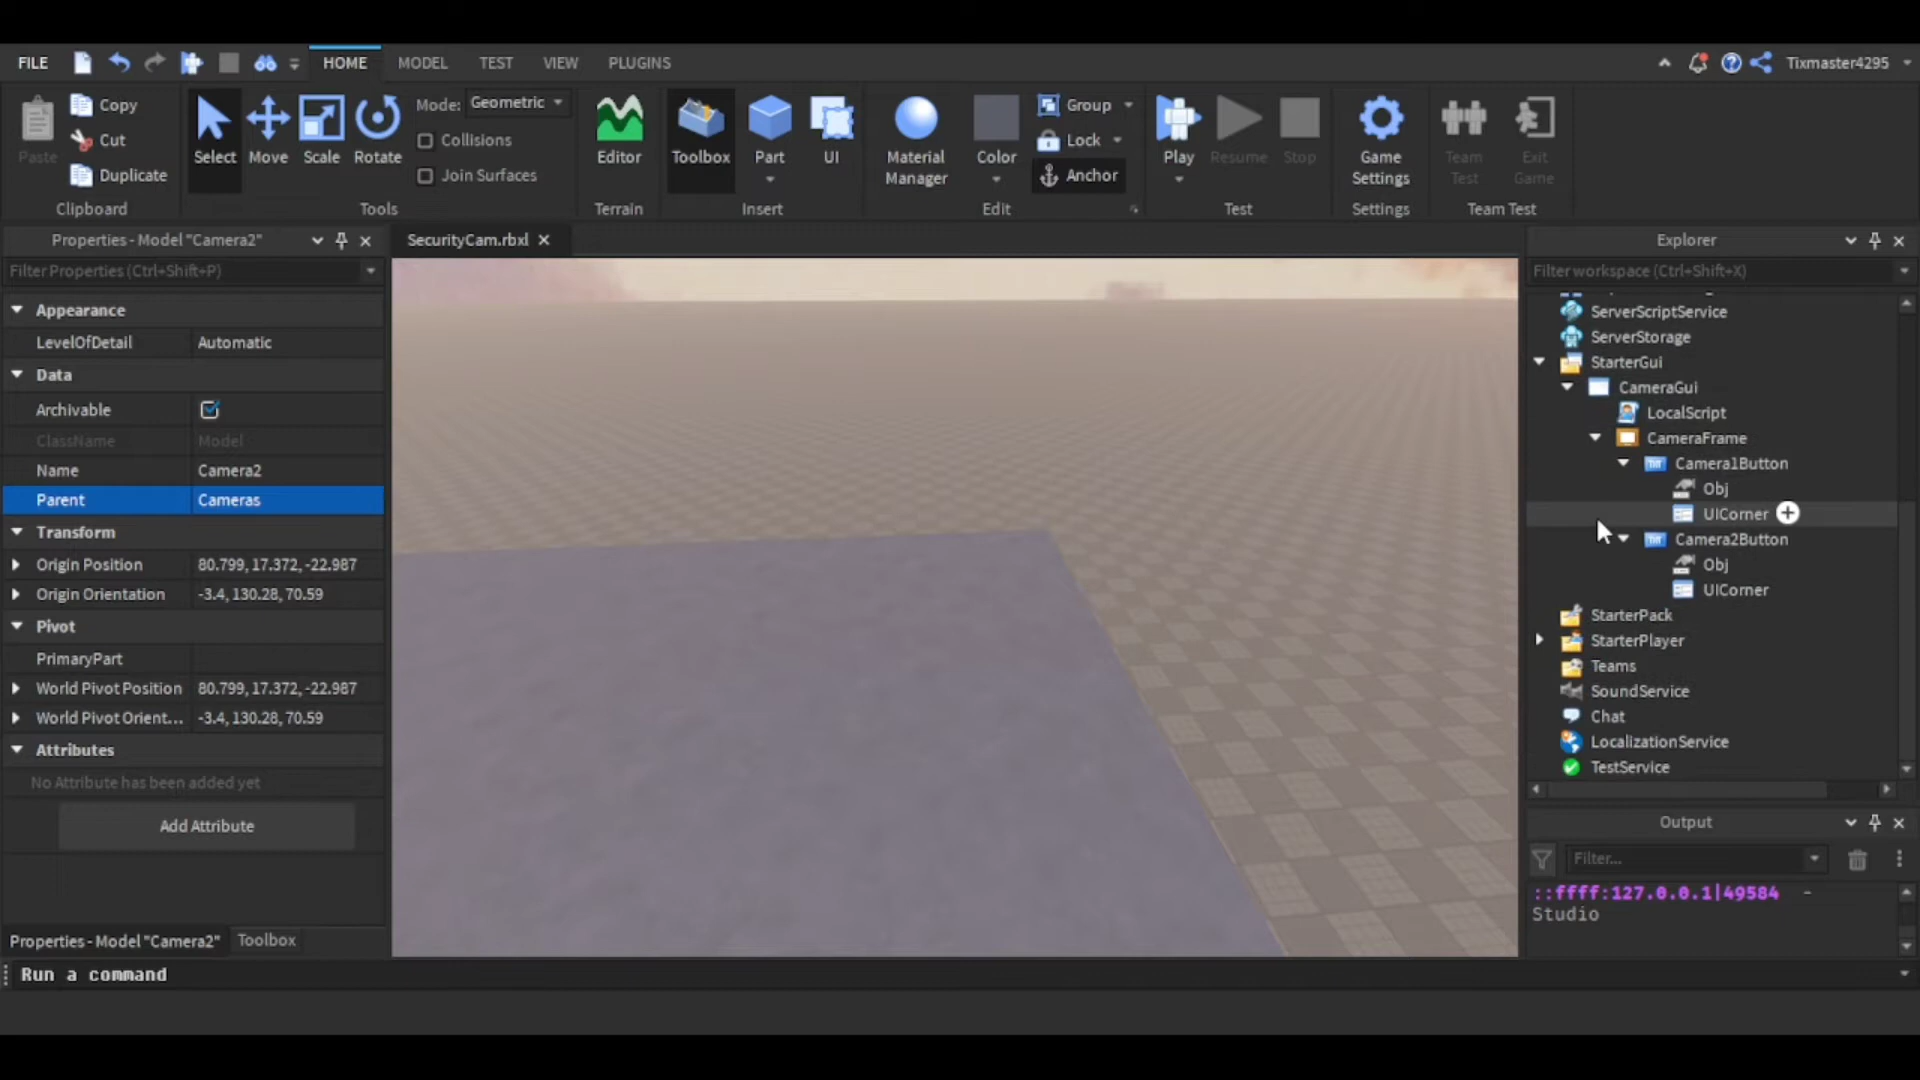 FILE HOME MODEL TEST VIEW PLUGINS Tixmaster4295
Paste Copy Cut Duplicate
Clipboard
Select Move Scale Rotate
Mode: Geometric
Collisions
Join Surfaces
Tools
Editor
Terrain
Toolbox Part UI
Insert
Material Manager Color
Group
Lock
Anchor
Edit
Play Resume Stop
Test
Game Settings
Settings
Team Test Exit Game
Team Test
Properties - Model "Camera2"
Filter Properties (Ctrl+Shift+P)
Appearance
LevelOfDetail Automatic
Data
Archivable
ClassName Model
Name Camera2
Parent Cameras
Transform
Origin Position 80.799, 17.372, -22.987
Origin Orientation -3.4, 130.28, 70.59
Pivot
PrimaryPart
World Pivot Position 80.799, 17.372, -22.987
World Pivot Orient... -3.4, 130.28, 70.59
Attributes
No Attribute has been added yet
Add Attribute
Properties - Model "Camera2" Toolbox
Run a command
SecurityCam.rbxl
Explorer
Filter workspace (Ctrl+Shift+X)
ServerScriptService
ServerStorage
StarterGui
CameraGui
LocalScript
CameraFrame
Camera1Button
Obj
UICorner
Camera2Button
Obj
UICorner
StarterPack
StarterPlayer
Teams
SoundService
Chat
LocalizationService
TestService
Output
Filter...
::ffff:127.0.0.1|49584 -
Studio